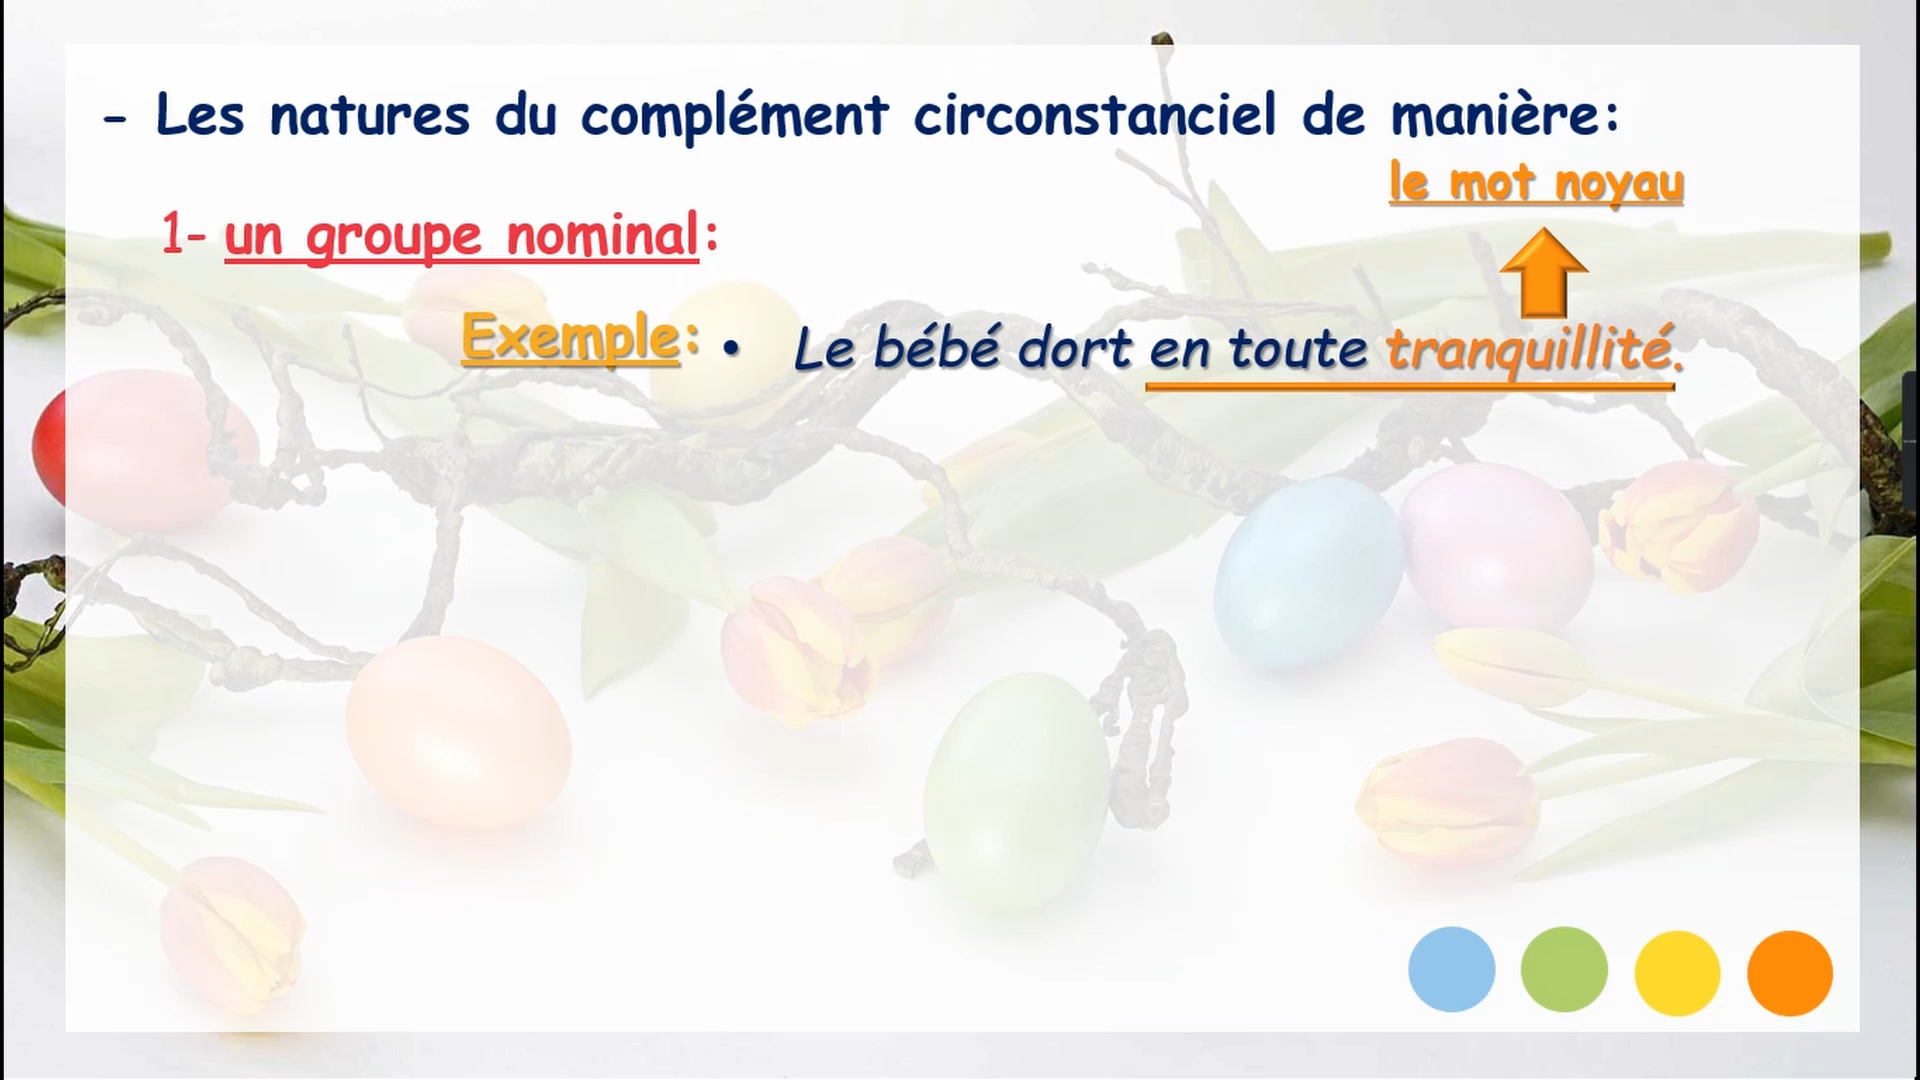 - Les natures du complément circonstanciel de manière:
le mot noyau
1- un groupe nominal:
Exemple: • Le bébé dort en toute tranquillité.